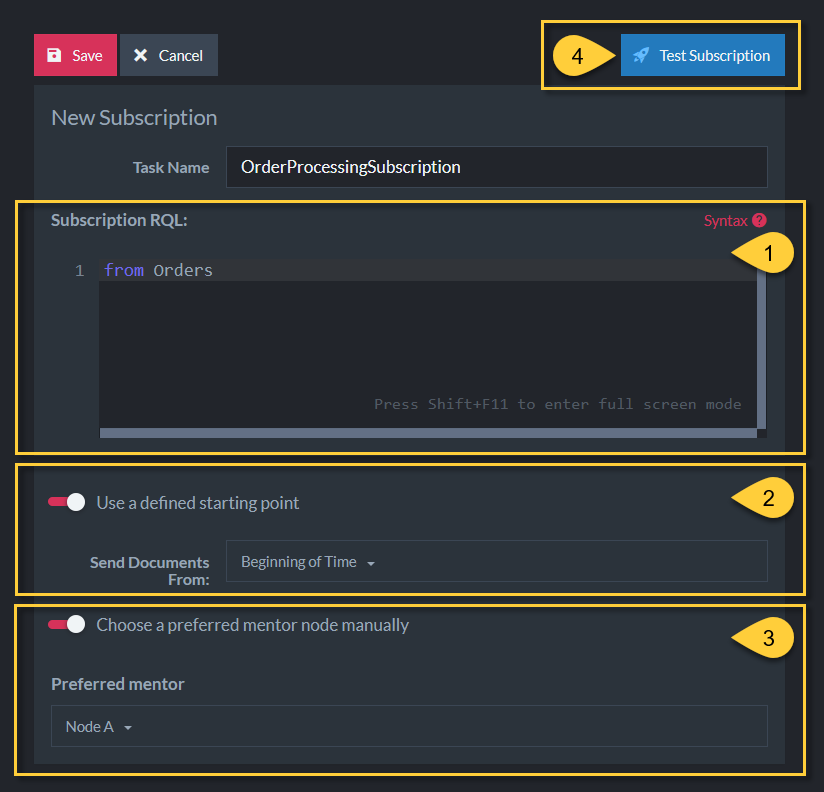 Save
Cancel
4
Test Subscription
New Subscription
Task Name
OrderProcessingSubscription
Subscription RQL:
Syntax ?
1
1
from Orders
Press Shift+F11 to enter full screen mode
2
Use a defined starting point
Send Documents
From:
Beginning of Time
Choose a preferred mentor node manually
3
Preferred mentor
Node A